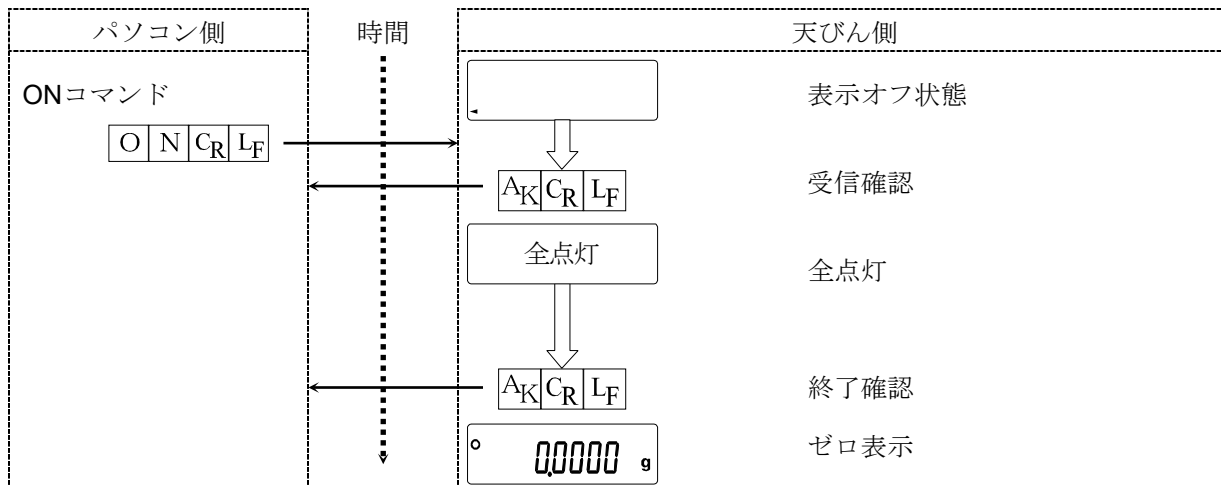 パソコン側 時間 天びん側
ONコマンド 表示オフ状態
O N CR LF
AK CR LF 受信確認
全点灯 全点灯
AK CR LF 終了確認
0.0000 g ゼロ表示